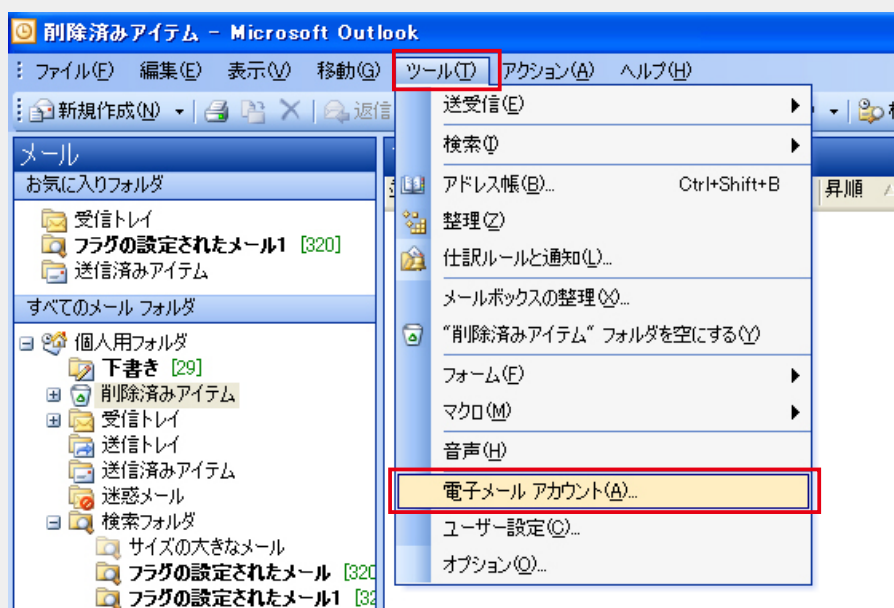 削除済みアイテム - Microsoft Outlook
ファイル(F) 編集(E) 表示(V) 移動(G) ツール(T) アクション(A) ヘルプ(H)
新規作成(N) 返信
メール
お気に入りフォルダ
受信トレイ
フラグの設定されたメール1 [320]
送信済みアイテム
すべてのメール フォルダ
個人用フォルダ
下書き [29]
削除済みアイテム
受信トレイ
送信トレイ
送信済みアイテム
迷惑メール
検索フォルダ
サイズの大きなメール
フラグの設定されたメール [320
フラグの設定されたメール1 [32
送受信(E)
検索(I)
アドレス帳(B)... Ctrl+Shift+B
整理(Z)
仕訳ルールと通知(L)...
メールボックスの整理(X)...
"削除済みアイテム" フォルダを空にする(Y)
フォーム(F)
マクロ(M)
音声(H)
電子メール アカウント(A)...
ユーザー設定(C)...
オプション(O)...
昇順